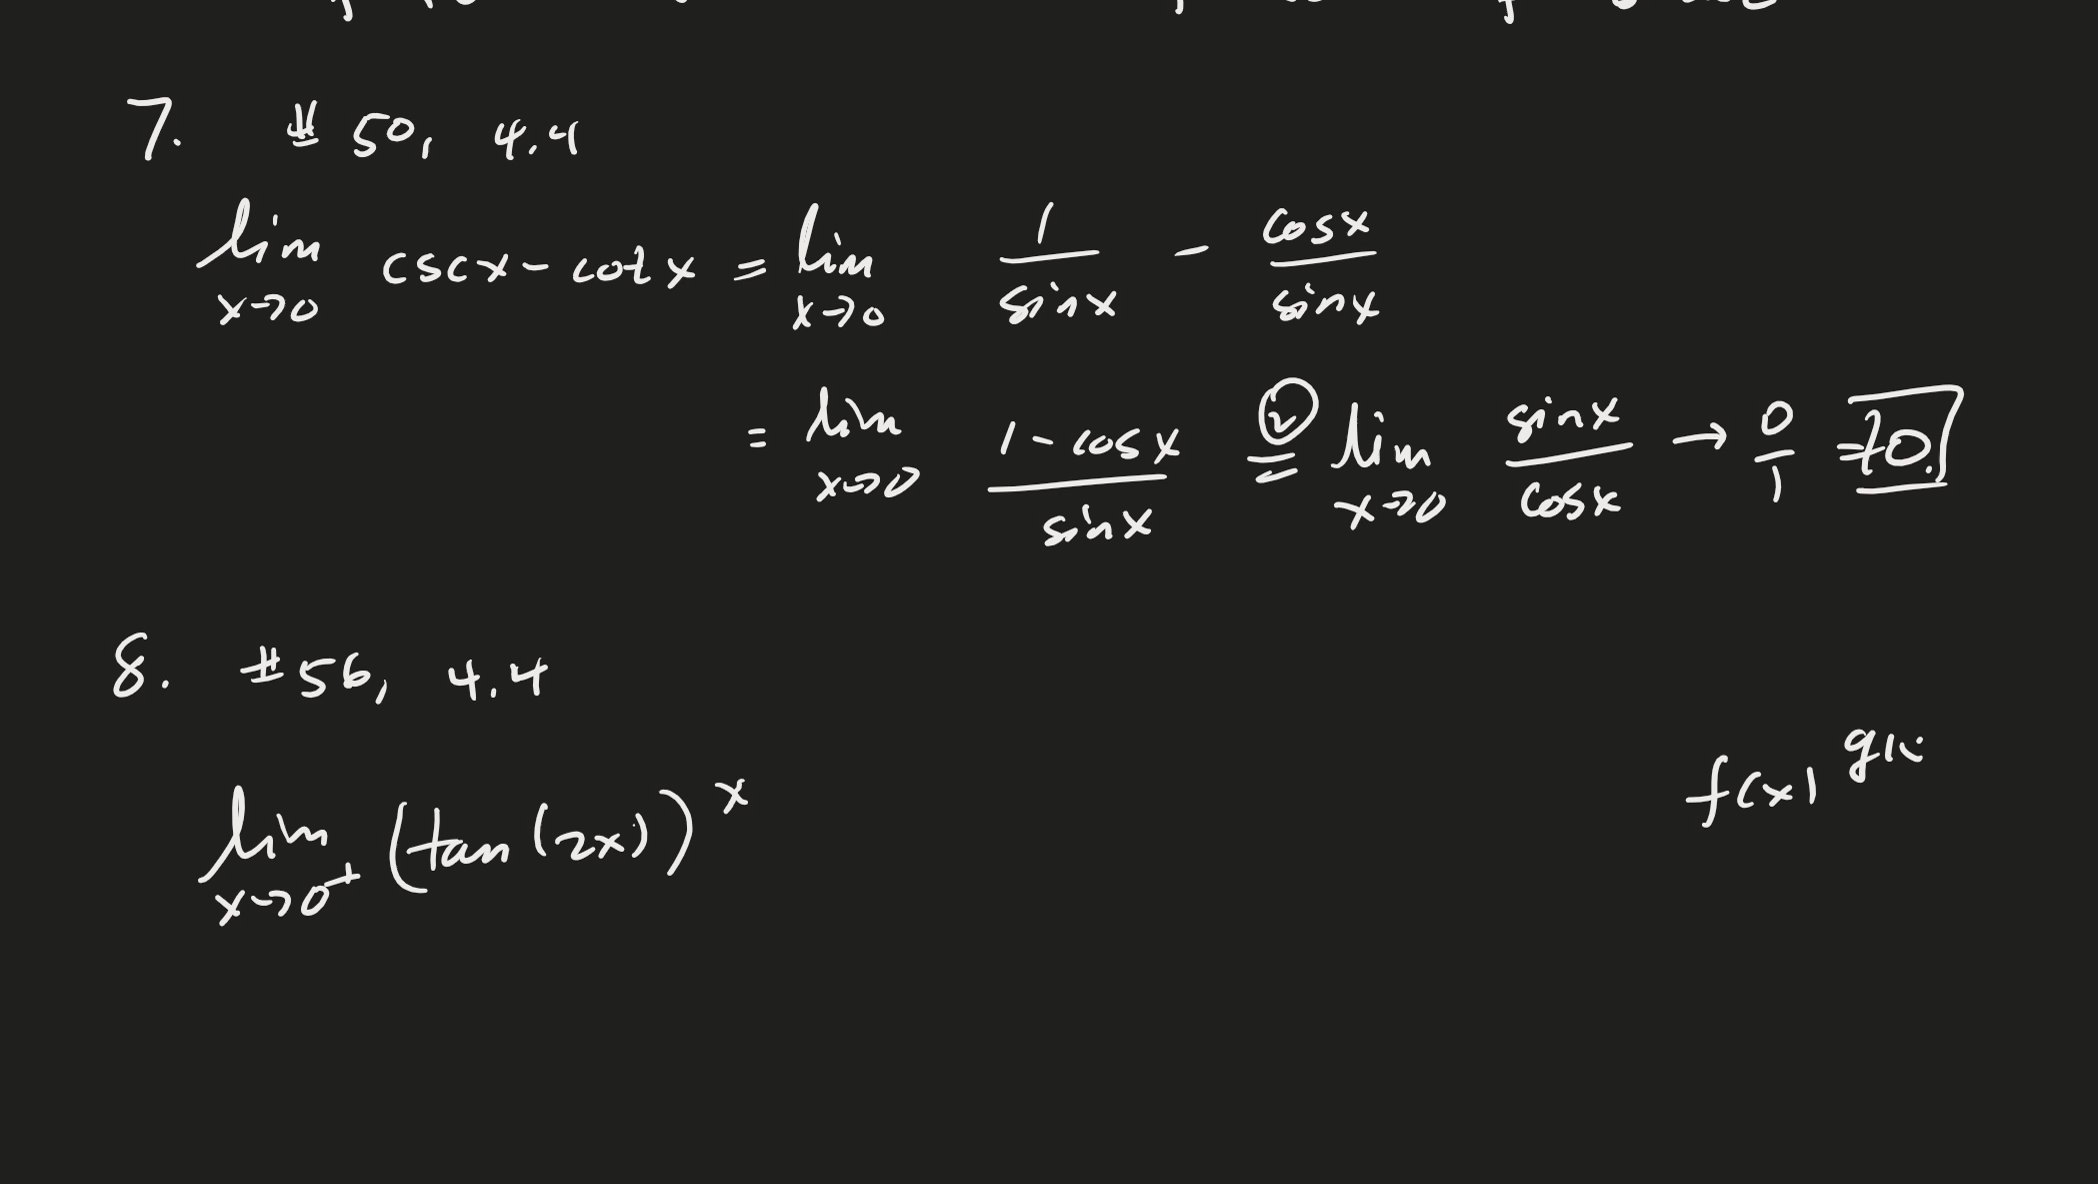 7. # 50, 4.4
lim x→0 csc x - cot x = lim x→0 1/sin x - cos x/sin x
= lim x→0 1 - cos x/sin x = lim x→0 sin x/cos x → 0/1 = 0.
8. #56, 4.4
lim x→0⁺ (tan(2x))^x
f(x)